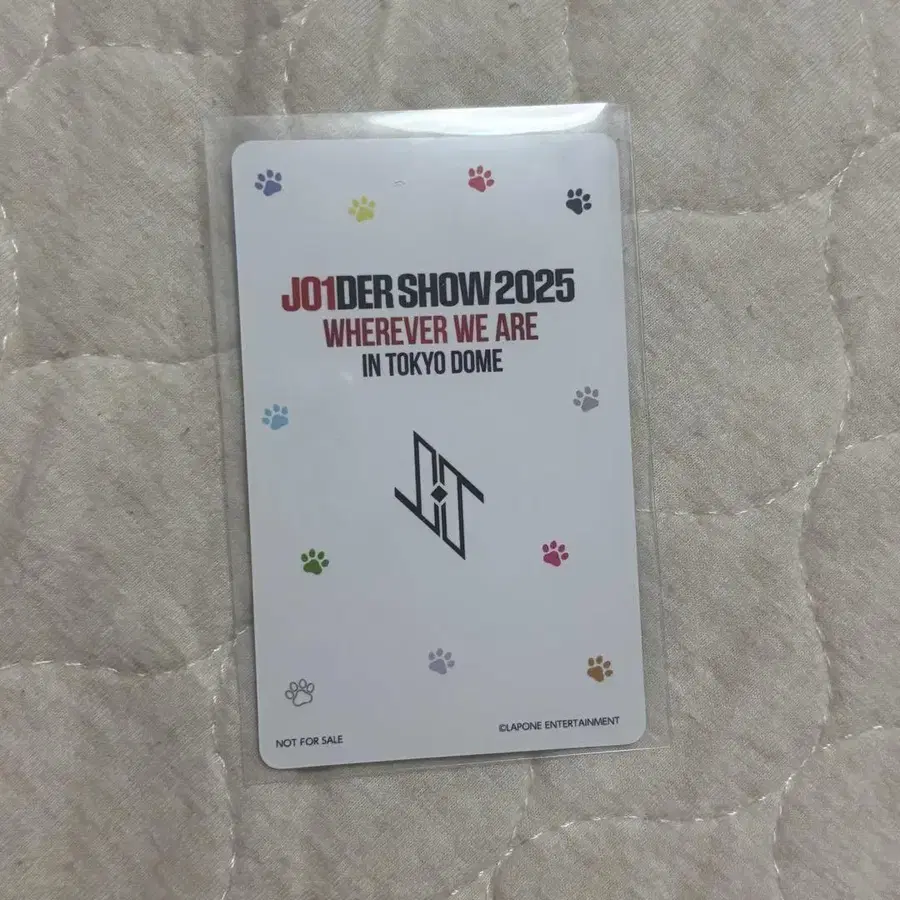 JO1DER SHOW 2025
WHEREVER WE ARE
IN TOKYO DOME
NOT FOR SALE
©LAPONE ENTERTAINMENT